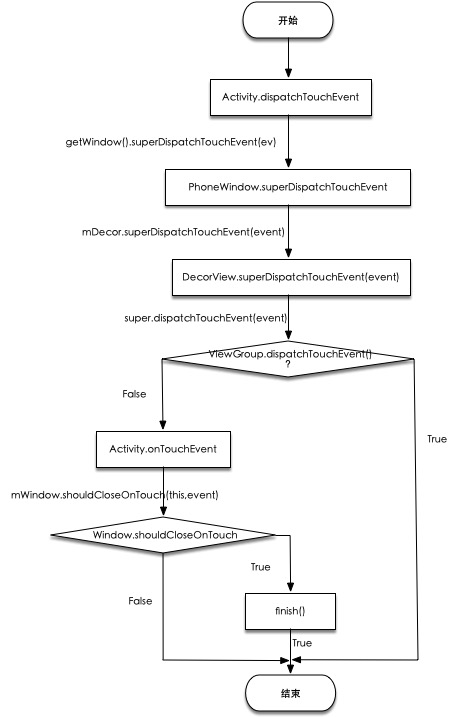 开始
Activity.dispatchTouchEvent
getWindow().superDispatchTouchEvent(ev)
PhoneWindow.superDispatchTouchEvent
mDecor.superDispatchTouchEvent(event)
DecorView.superDispatchTouchEvent(event)
super.dispatchTouchEvent(event)
ViewGroup.dispatchTouchEvent()
?
False
True
Activity.onTouchEvent
mWindow.shouldCloseOnTouch(this,event)
Window.shouldCloseOnTouch
True
False
finish()
True
结束